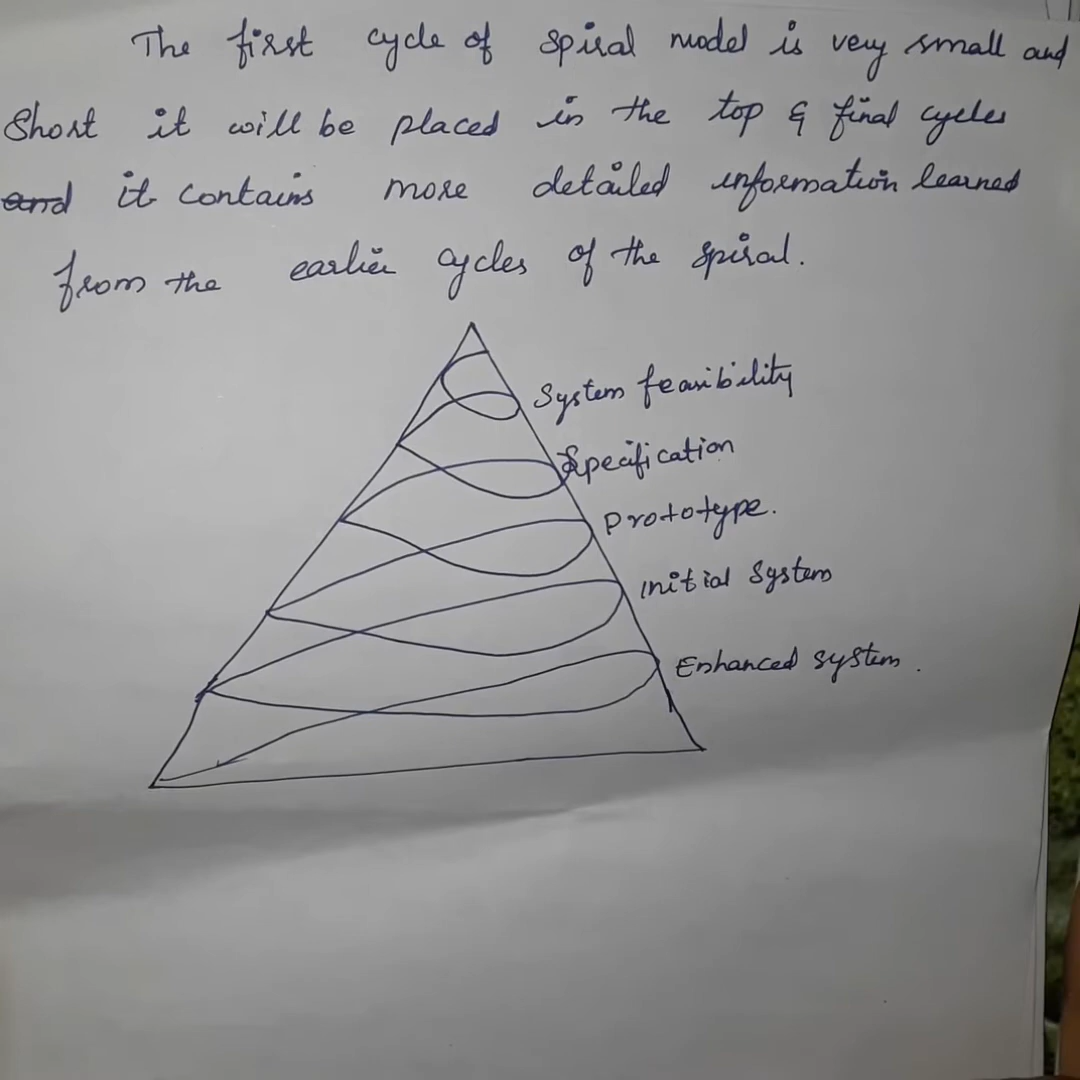 The first cycle of spiral model is very small and
Short it will be placed in the top & final cycles
and it contains more detailed information learned
from the earlier cycles of the spiral.
System feasibility
Specification
Prototype.
Initial System
Enhanced system.